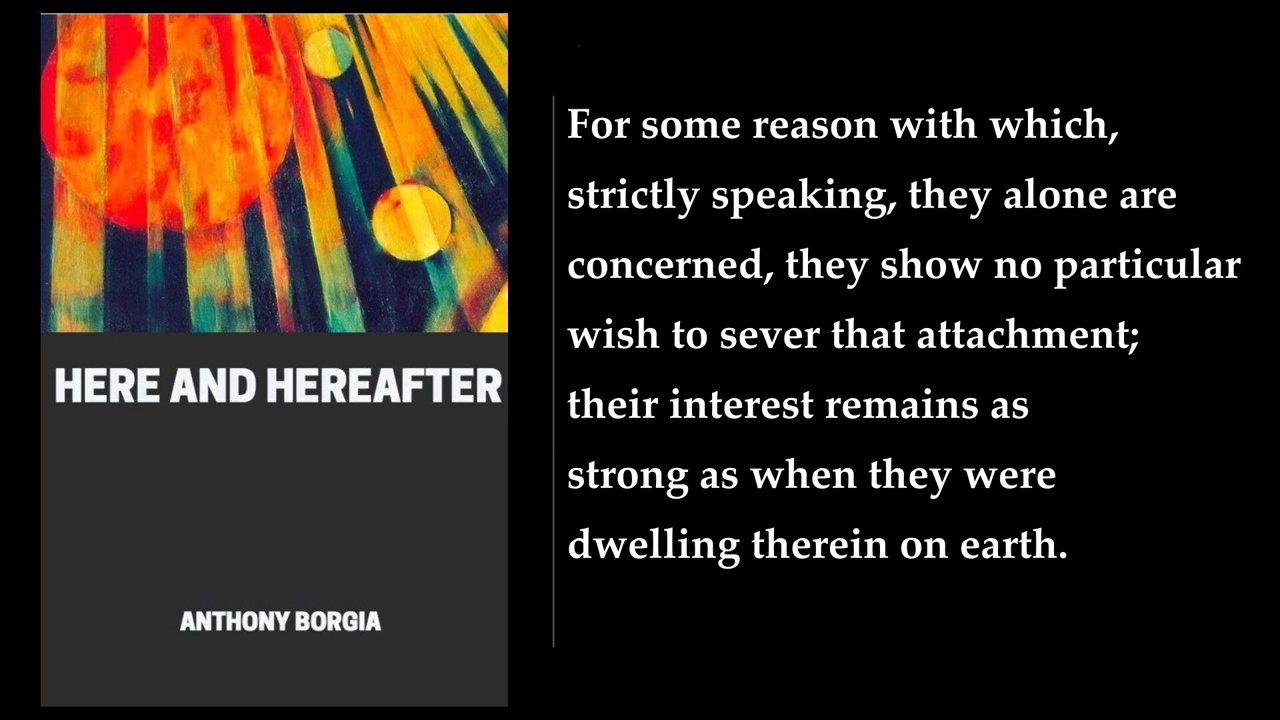 HERE AND HEREAFTER
ANTHONY BORGIA
For some reason with which,
strictly speaking, they alone are
concerned, they show no particular
wish to sever that attachment;
their interest remains as
strong as when they were
dwelling therein on earth.